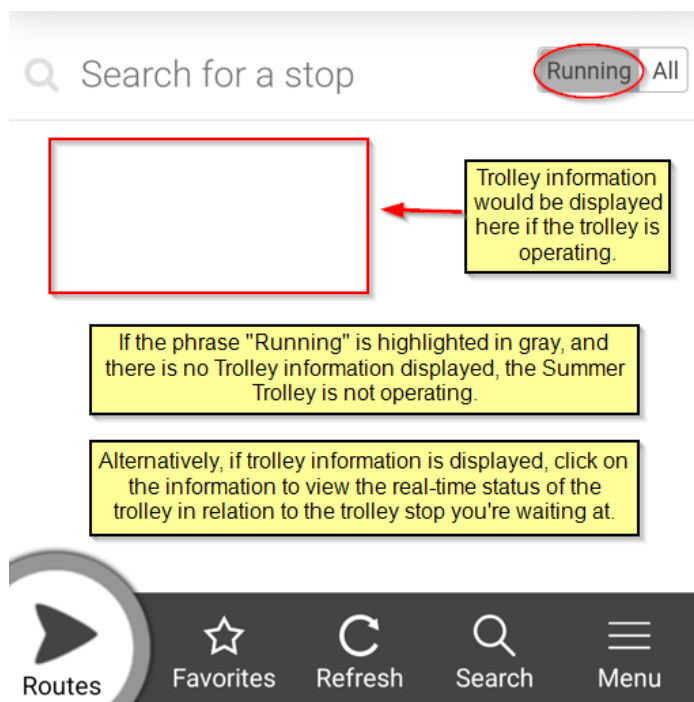 Search for a stop
Running All
Trolley information
would be displayed
here if the trolley is
operating.
If the phrase "Running" is highlighted in gray, and
there is no Trolley information displayed, the Summer
Trolley is not operating.
Alternatively, if trolley information is displayed, click on
the information to view the real-time status of the
trolley in relation to the trolley stop you're waiting at.
Routes Favorites Refresh Search Menu